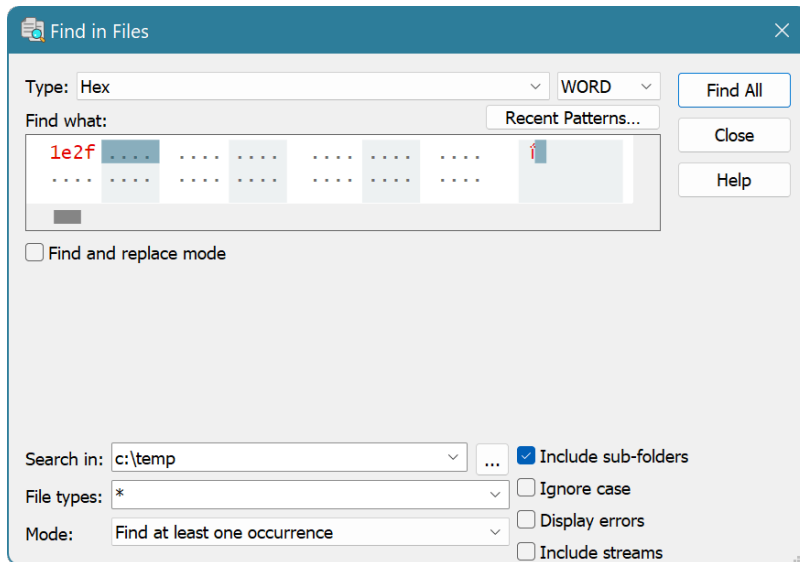 Find in Files
Type: Hex WORD Find All
Find what: Recent Patterns... Close
1e2f .... .... .... .... .... .... Î
.... .... .... .... .... .... ....
Help
Find and replace mode
Search in: c:\temp ... Include sub-folders
File types: * Ignore case
Mode: Find at least one occurrence Display errors
Include streams